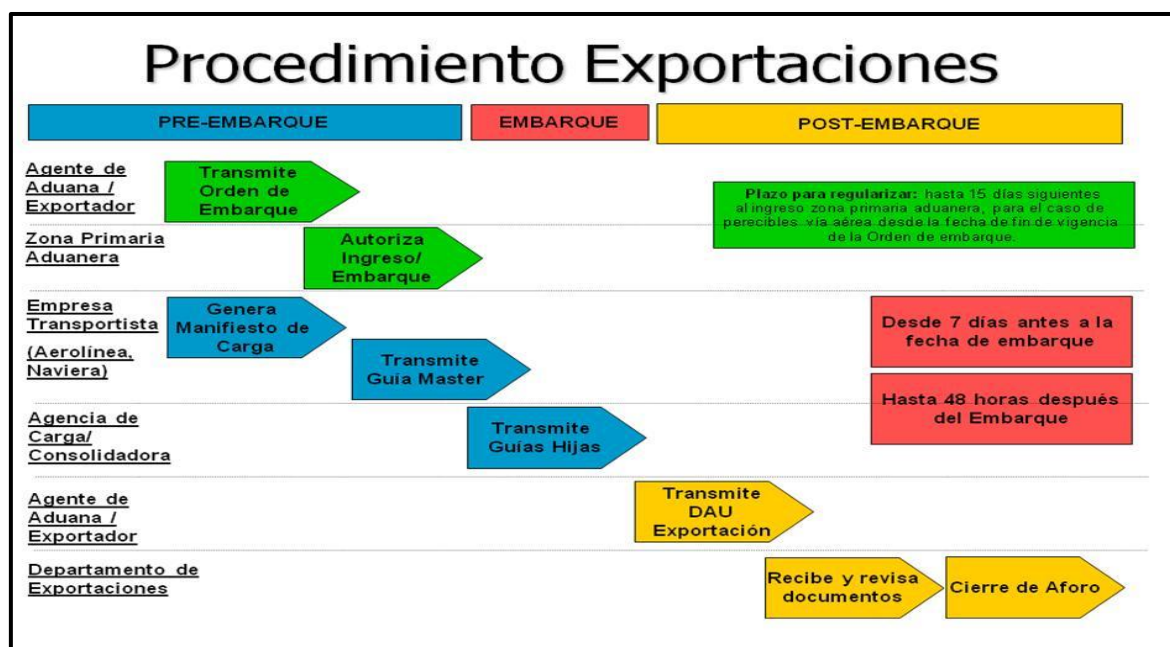 Procedimiento Exportaciones
PRE-EMBARQUE
EMBARQUE
POST-EMBARQUE
Agente de
Aduana /
Exportador
Transmite
Orden de
Embarque
Plazo para regularizar: hasta 15 días siguientes
al ingreso zona primaria aduanera, para el caso de
perecibles vía aérea desde la fecha de fin de vigencia
de la Orden de embarque.
Zona Primaria
Aduanera
Autoriza
Ingreso/
Embarque
Empresa
Transportista
(Aerolínea,
Naviera)
Genera
Manifiesto de
Carga
Transmite
Guía Master
Desde 7 días antes a la
fecha de embarque
Hasta 48 horas después
del Embarque
Agencia de
Carga/
Consolidadora
Transmite
Guías Hijas
Agente de
Aduana /
Exportador
Transmite
DAU
Exportación
Departamento de
Exportaciones
Recibe y revisa
documentos
Cierre de Aforo